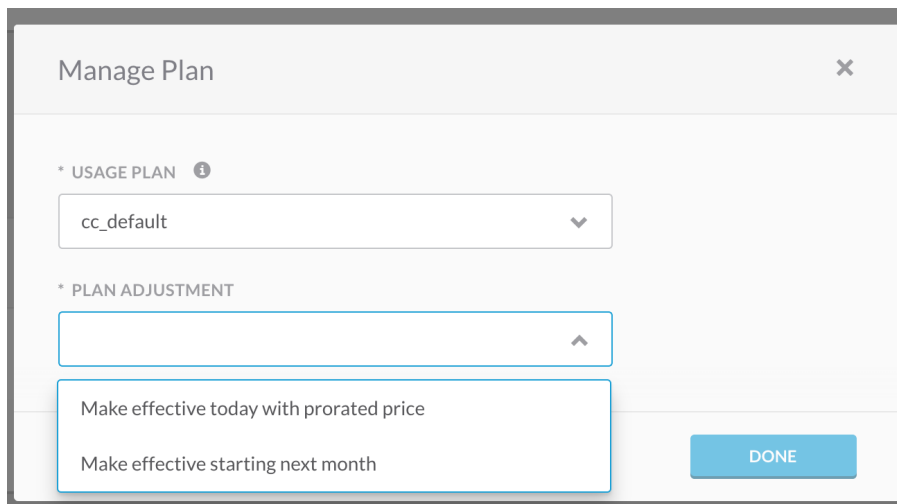 Manage Plan
* USAGE PLAN
cc_default
* PLAN ADJUSTMENT
Make effective today with prorated price
Make effective starting next month
DONE